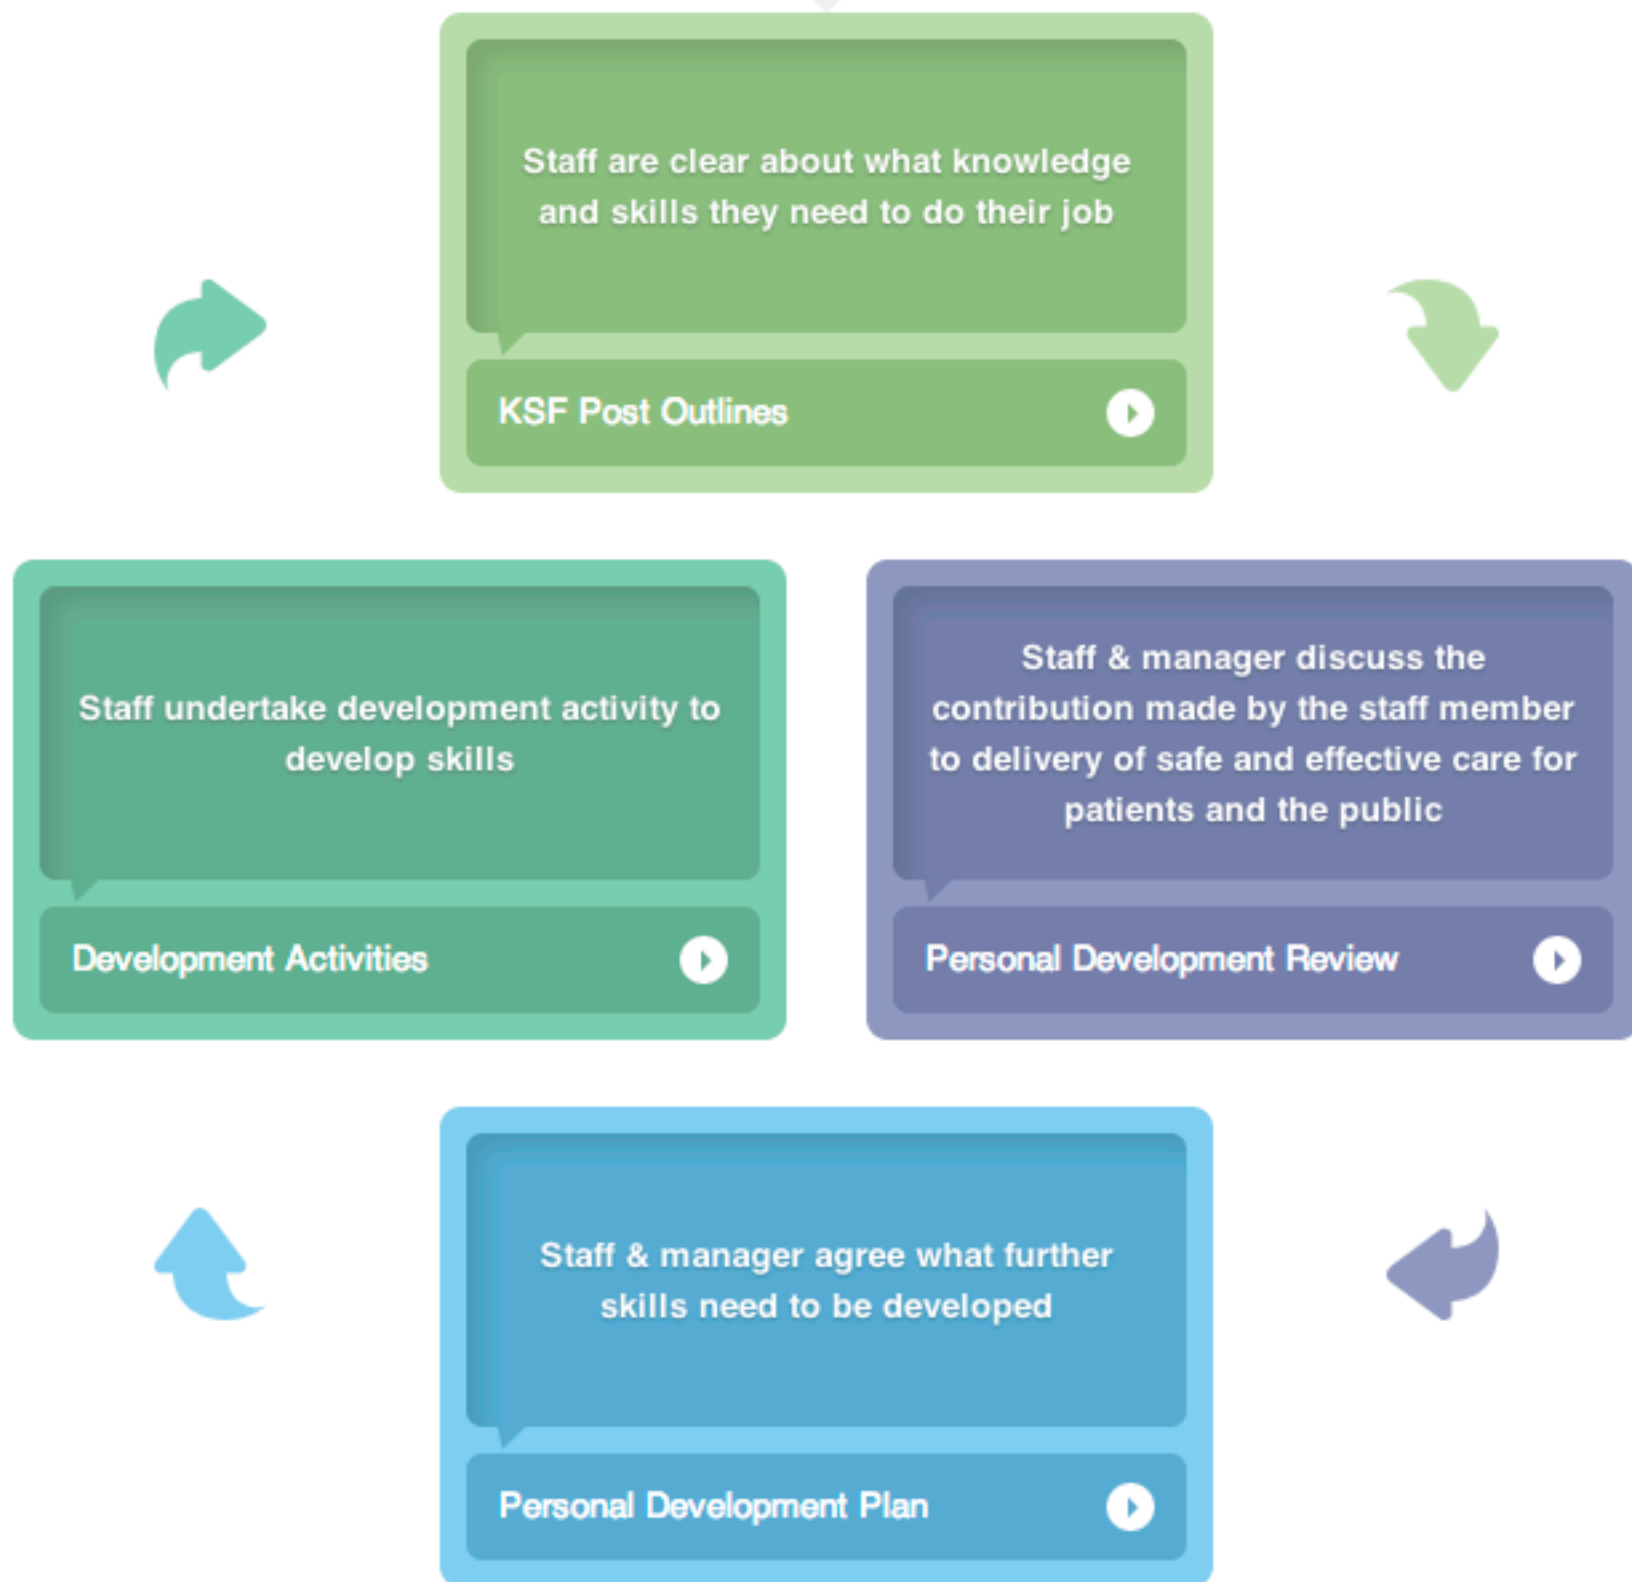 Staff are clear about what knowledge
and skills they need to do their job
KSF Post Outlines
Staff undertake development activity to
develop skills
Development Activities
Staff & manager discuss the
contribution made by the staff member
to delivery of safe and effective care for
patients and the public
Personal Development Review
Staff & manager agree what further
skills need to be developed
Personal Development Plan